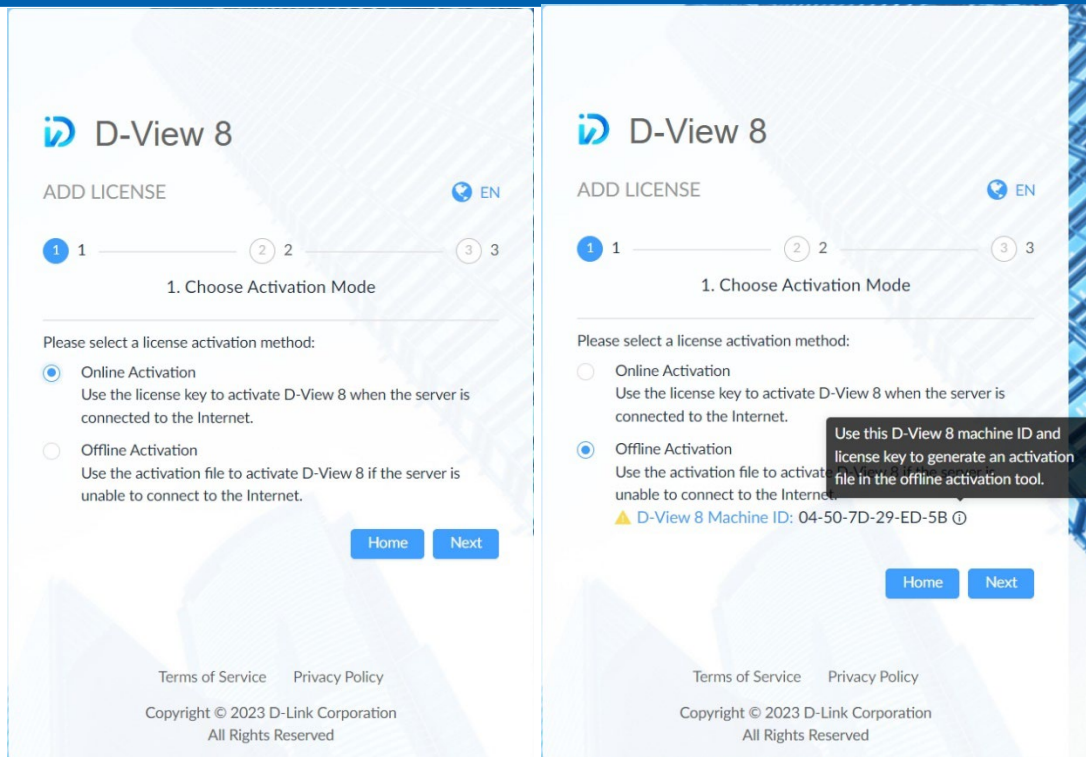 D-View 8
ADD LICENSE
EN
1 1 2 2 3 3
1. Choose Activation Mode
Please select a license activation method:
Online Activation
Use the license key to activate D-View 8 when the server is
connected to the Internet.
Offline Activation
Use the activation file to activate D-View 8 if the server is
unable to connect to the Internet.
Home Next
Terms of Service Privacy Policy
Copyright © 2023 D-Link Corporation
All Rights Reserved
D-View 8
ADD LICENSE
EN
1 1 2 2 3 3
1. Choose Activation Mode
Please select a license activation method:
Online Activation
Use the license key to activate D-View 8 when the server is
connected to the Internet.
Use this D-View 8 machine ID and
license key to generate an activation
file in the offline activation tool.
Offline Activation
Use the activation file to activate D-View 8 if the server is
unable to connect to the Internet.
D-View 8 Machine ID: 04-50-7D-29-ED-5B
Home Next
Terms of Service Privacy Policy
Copyright © 2023 D-Link Corporation
All Rights Reserved